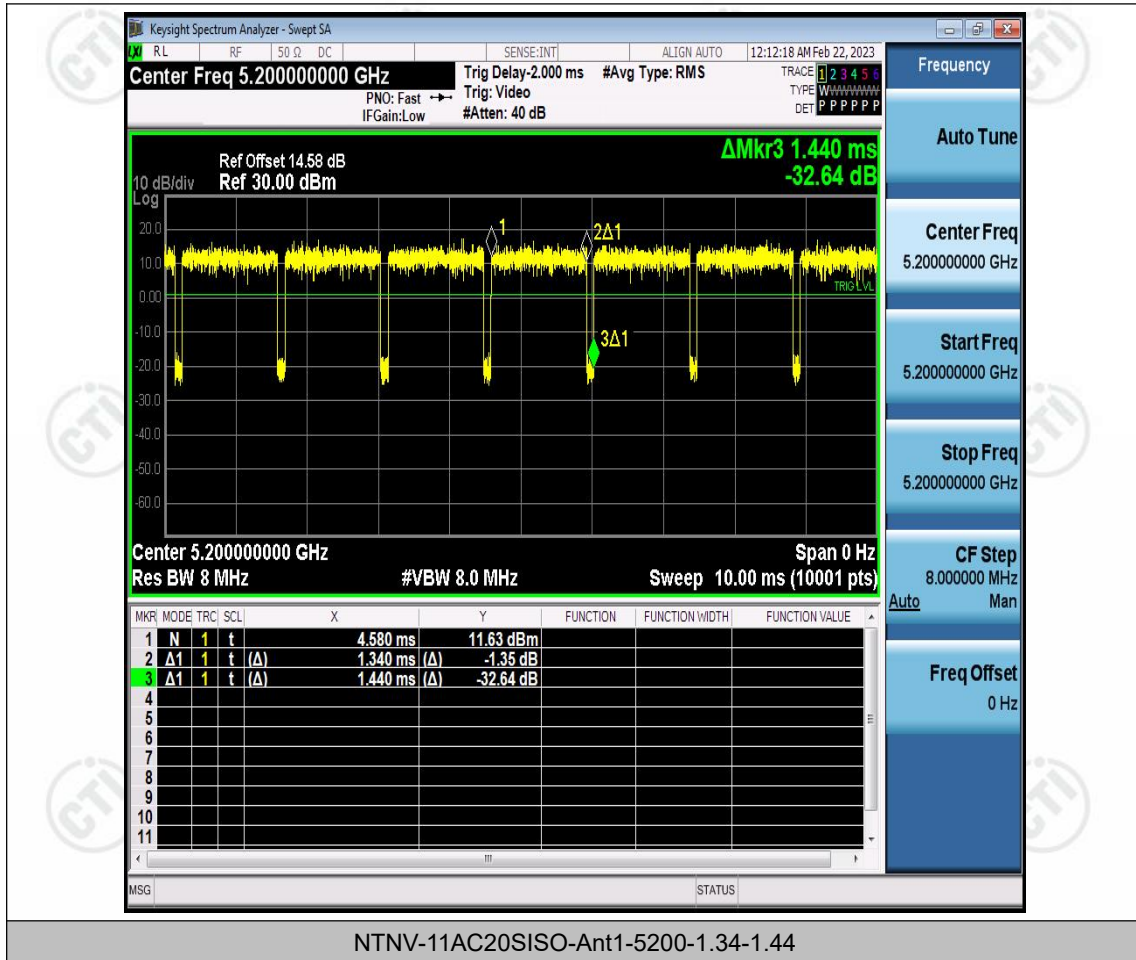 Keysight Spectrum Analyzer - Swept SA
LXI RL RF 50 Ω DC SENSE:INT ALIGN AUTO 12:12:18 AM Feb 22, 2023
Center Freq 5.200000000 GHz Trig Delay-2.000 ms #Avg Type: RMS TRACE 1 2 3 4 5 6
PNO: Fast Trig: Video TYPE WWWWWW
IFGain:Low #Atten: 40 dB DET P P P P P P
ΔMkr3 1.440 ms
-32.64 dB
Ref Offset 14.58 dB
10 dB/div Ref 30.00 dBm
Log
20.0
10.0
0.00
-10.0
-20.0
-30.0
-40.0
-50.0
-60.0
1
2Δ1
3Δ1
TRIG LVL
Center 5.200000000 GHz Span 0 Hz
Res BW 8 MHz #VBW 8.0 MHz Sweep 10.00 ms (10001 pts)
MKR MODE TRC SCL X Y FUNCTION FUNCTION WIDTH FUNCTION VALUE
1 N 1 t 4.580 ms 11.63 dBm
2 Δ1 1 t (Δ) 1.340 ms (Δ) -1.35 dB
3 Δ1 1 t (Δ) 1.440 ms (Δ) -32.64 dB
4
5
6
7
8
9
10
11
MSG STATUS
Frequency
Auto Tune
Center Freq
5.200000000 GHz
Start Freq
5.200000000 GHz
Stop Freq
5.200000000 GHz
CF Step
8.000000 MHz
Auto Man
Freq Offset
0 Hz
CTI
CTI
CTI
CTI
CTI
CTI
NTNV-11AC20SISO-Ant1-5200-1.34-1.44